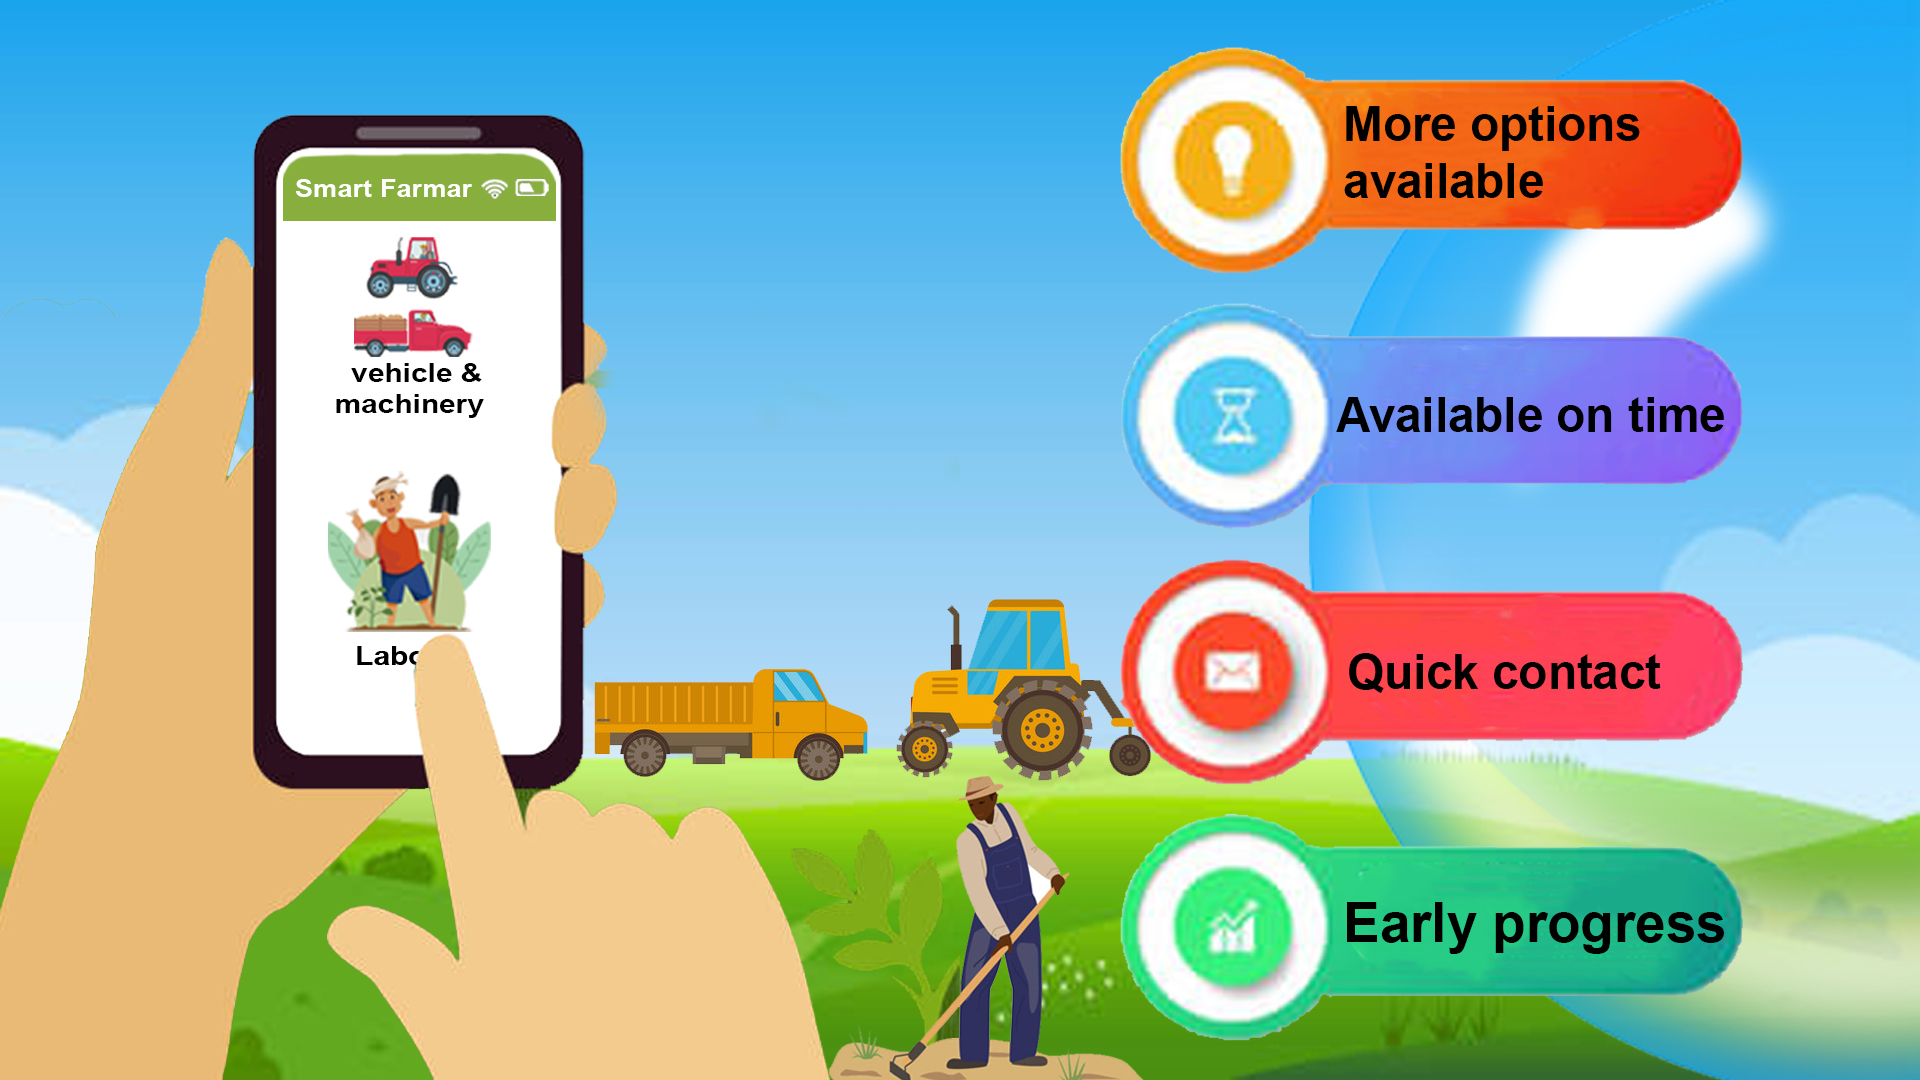 Smart Farmar
vehicle &
machinery
More options
available
Available on time
Quick contact
Early progress